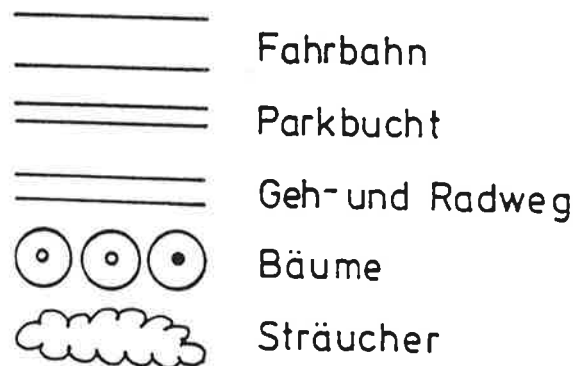 Fahrbahn
Parkbucht
Geh- und Radweg
Bäume
Sträucher